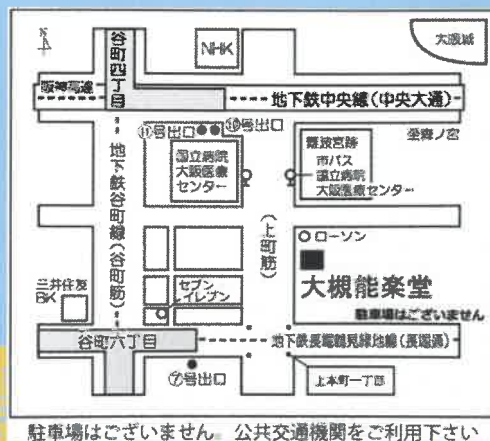 N
谷町四丁目
NHK
大阪城
阪神高速
地下鉄中央線(中央大通)
⑪号出口
⑩号出口
国立病院
大阪医療
センター
難波宮跡
市バス
国立病院
大阪医療センター
森ノ宮
地下鉄谷町線(谷町筋)
(上町筋)
ローソン
大槻能楽堂
駐車場はございません
三井住友
BK
セブン
イレブン
谷町六丁目
地下鉄長堀鶴見緑地線(長堀通)
⑦号出口
上本町一丁目
駐車場はございません 公共交通機関をご利用下さい